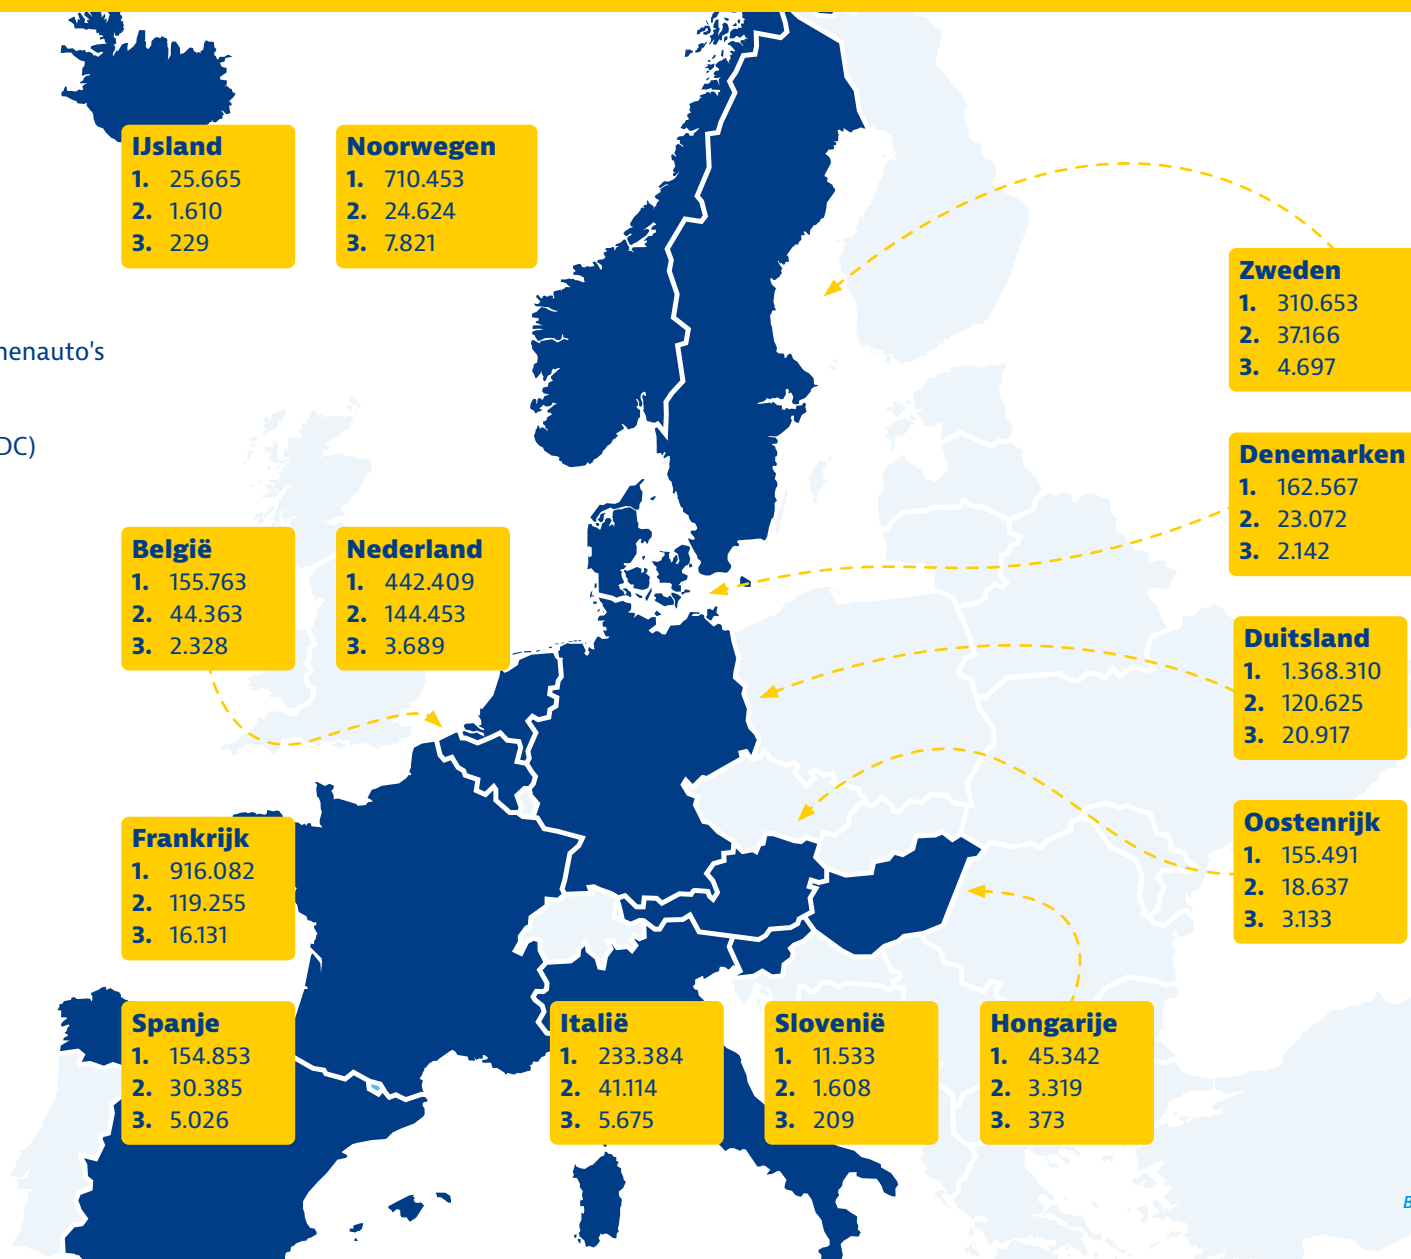 IJsland
1. 25.665
2. 1.610
3. 229
Noorwegen
1. 710.453
2. 24.624
3. 7.821
Zweden
1. 310.653
2. 37.166
3. 4.697
enauto's
DC)
Denemarken
1. 162.567
2. 23.072
3. 2.142
België
1. 155.763
2. 44.363
3. 2.328
Nederland
1. 442.409
2. 144.453
3. 3.689
Duitsland
1. 1.368.310
2. 120.625
3. 20.917
Frankrijk
1. 916.082
2. 119.255
3. 16.131
Oostenrijk
1. 155.491
2. 18.637
3. 3.133
Spanje
1. 154.853
2. 30.385
3. 5.026
Italië
1. 233.384
2. 41.114
3. 5.675
Slovenië
1. 11.533
2. 1.608
3. 209
Hongarije
1. 45.342
2. 3.319
3. 373
B